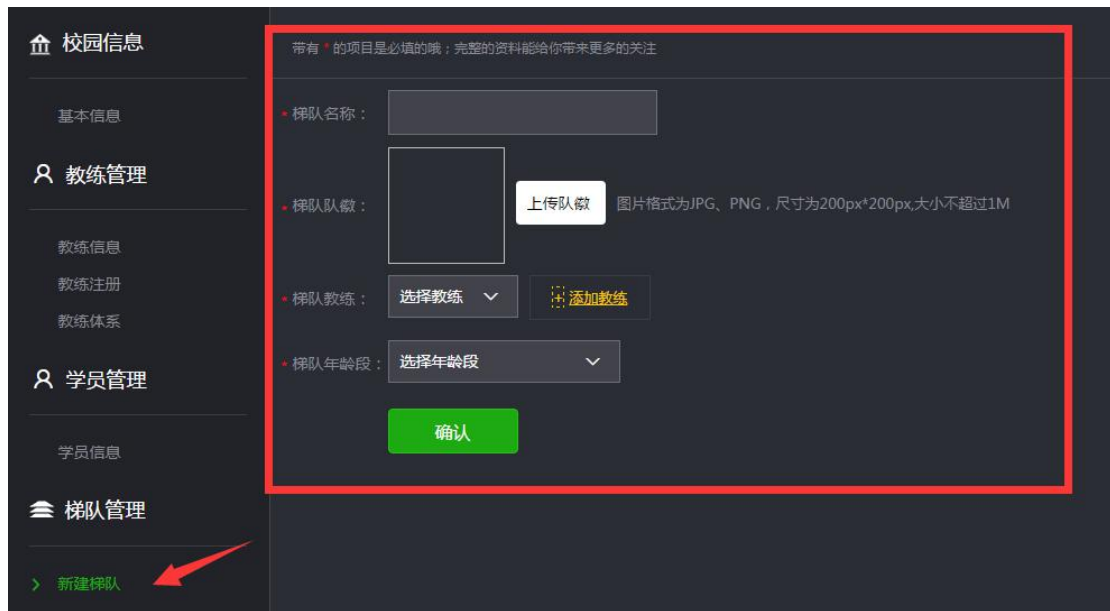 校园信息
基本信息
教练管理
教练信息
教练注册
教练体系
学员管理
学员信息
梯队管理
新建梯队
带有 * 的项目是必填的哦；完整的资料能给你带来更多的关注
* 梯队名称：
* 梯队队徽：
上传队徽
图片格式为JPG、PNG，尺寸为200px*200px,大小不超过1M
* 梯队教练：
选择教练
添加教练
* 梯队年龄段：
选择年龄段
确认